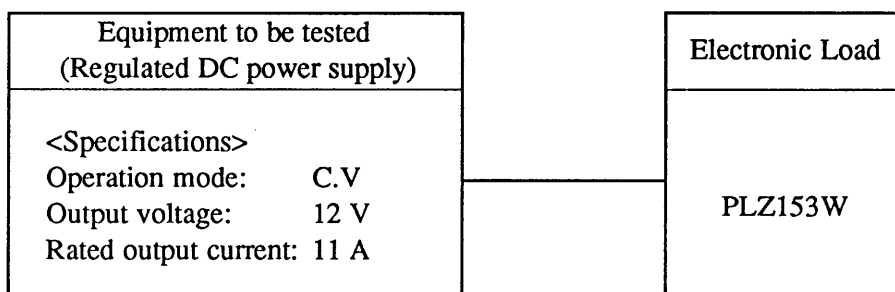 Equipment to be tested
(Regulated DC power supply)
Electronic Load
<Specifications>
Operation mode: C.V
Output voltage: 12 V
Rated output current: 11 A
PLZ153W